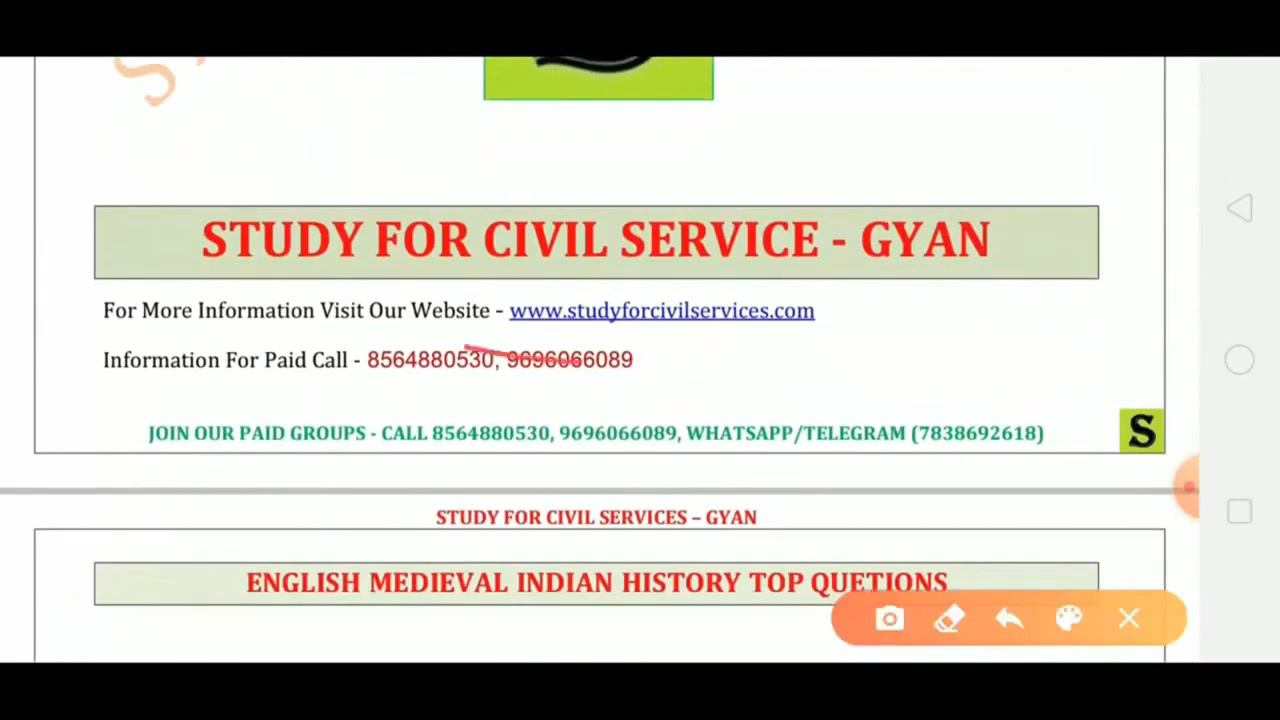 STUDY FOR CIVIL SERVICE - GYAN
For More Information Visit Our Website - www.studyforcivilservices.com
Information For Paid Call - 8564880530, 9696066089
JOIN OUR PAID GROUPS - CALL 8564880530, 9696066089, WHATSAPP/TELEGRAM (7838692618)
S
STUDY FOR CIVIL SERVICES – GYAN
ENGLISH MEDIEVAL INDIAN HISTORY TOP QUETIONS